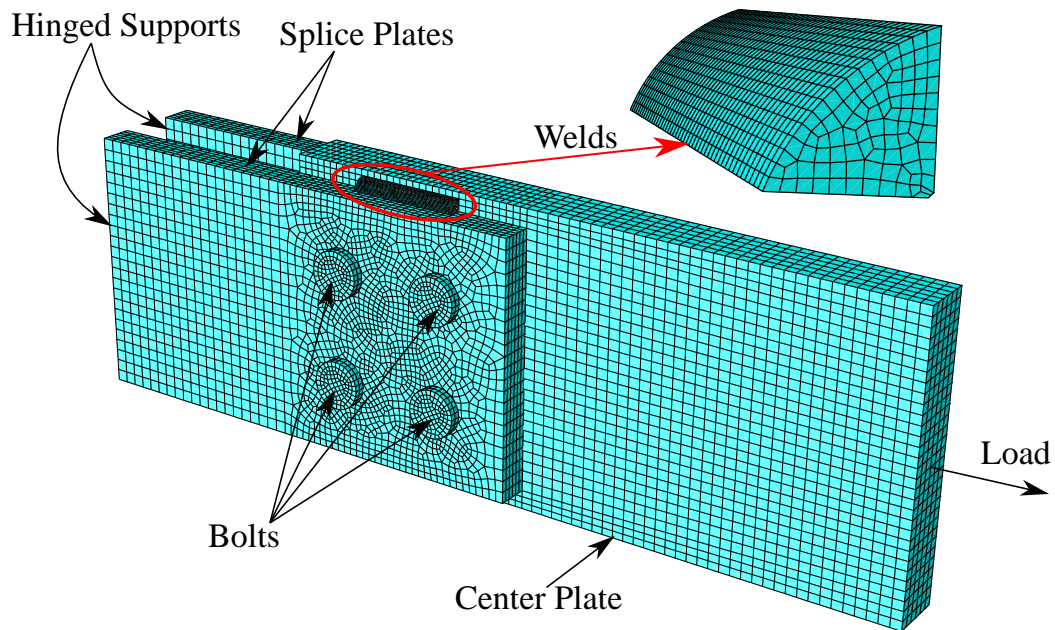 Hinged Supports
Splice Plates
Welds
Load
Bolts
Center Plate